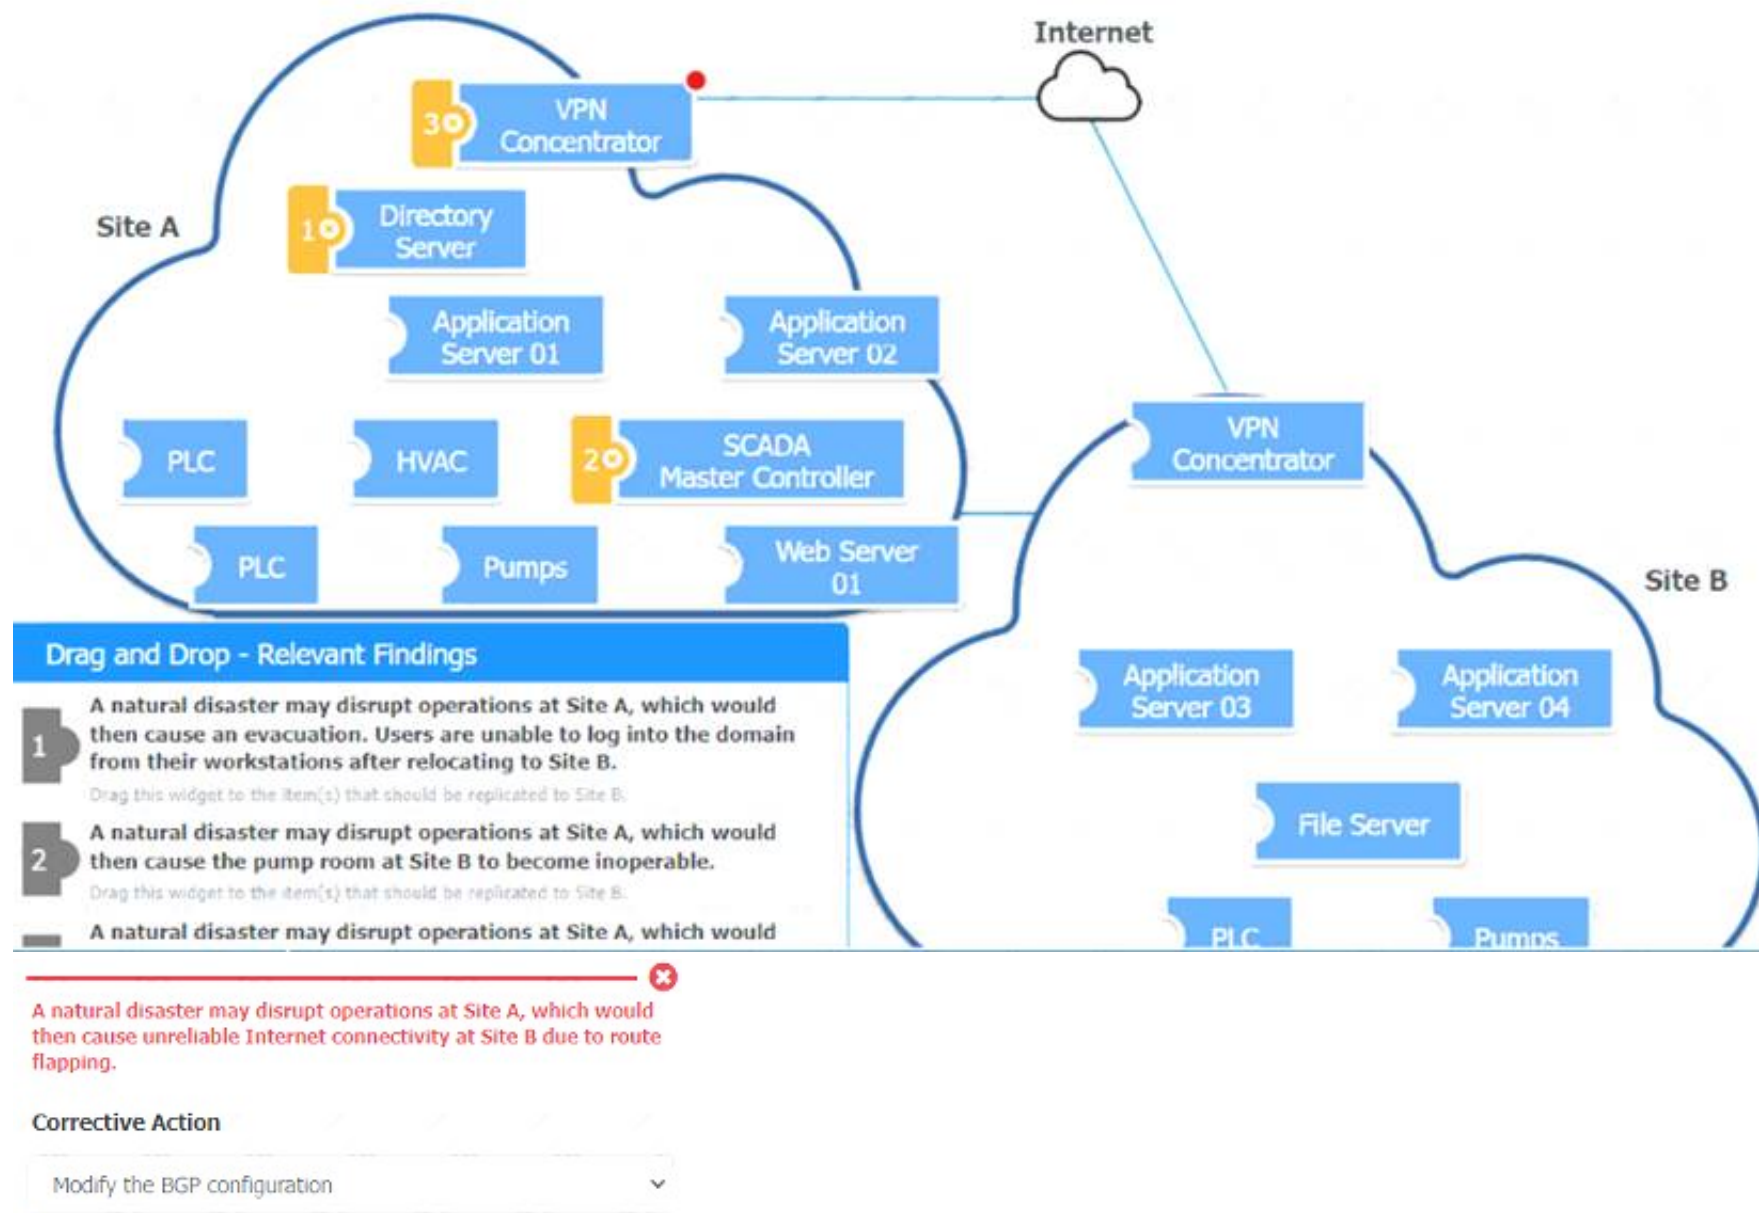 Internet
3
VPN
Concentrator
Site A
1
Directory
Server
Application
Server 01
Application
Server 02
PLC
HVAC
2
SCADA
Master Controller
PLC
Pumps
Web Server
01
VPN
Concentrator
Site B
Application
Server 03
Application
Server 04
File Server
PLC
Pumps
Drag and Drop - Relevant Findings
1
A natural disaster may disrupt operations at Site A, which would
then cause an evacuation. Users are unable to log into the domain
from their workstations after relocating to Site B.
Drag this widget to the item(s) that should be replicated to Site B.
2
A natural disaster may disrupt operations at Site A, which would
then cause the pump room at Site B to become inoperable.
Drag this widget to the item(s) that should be replicated to Site B.
A natural disaster may disrupt operations at Site A, which would
A natural disaster may disrupt operations at Site A, which would
then cause unreliable Internet connectivity at Site B due to route
flapping.
Corrective Action
Modify the BGP configuration